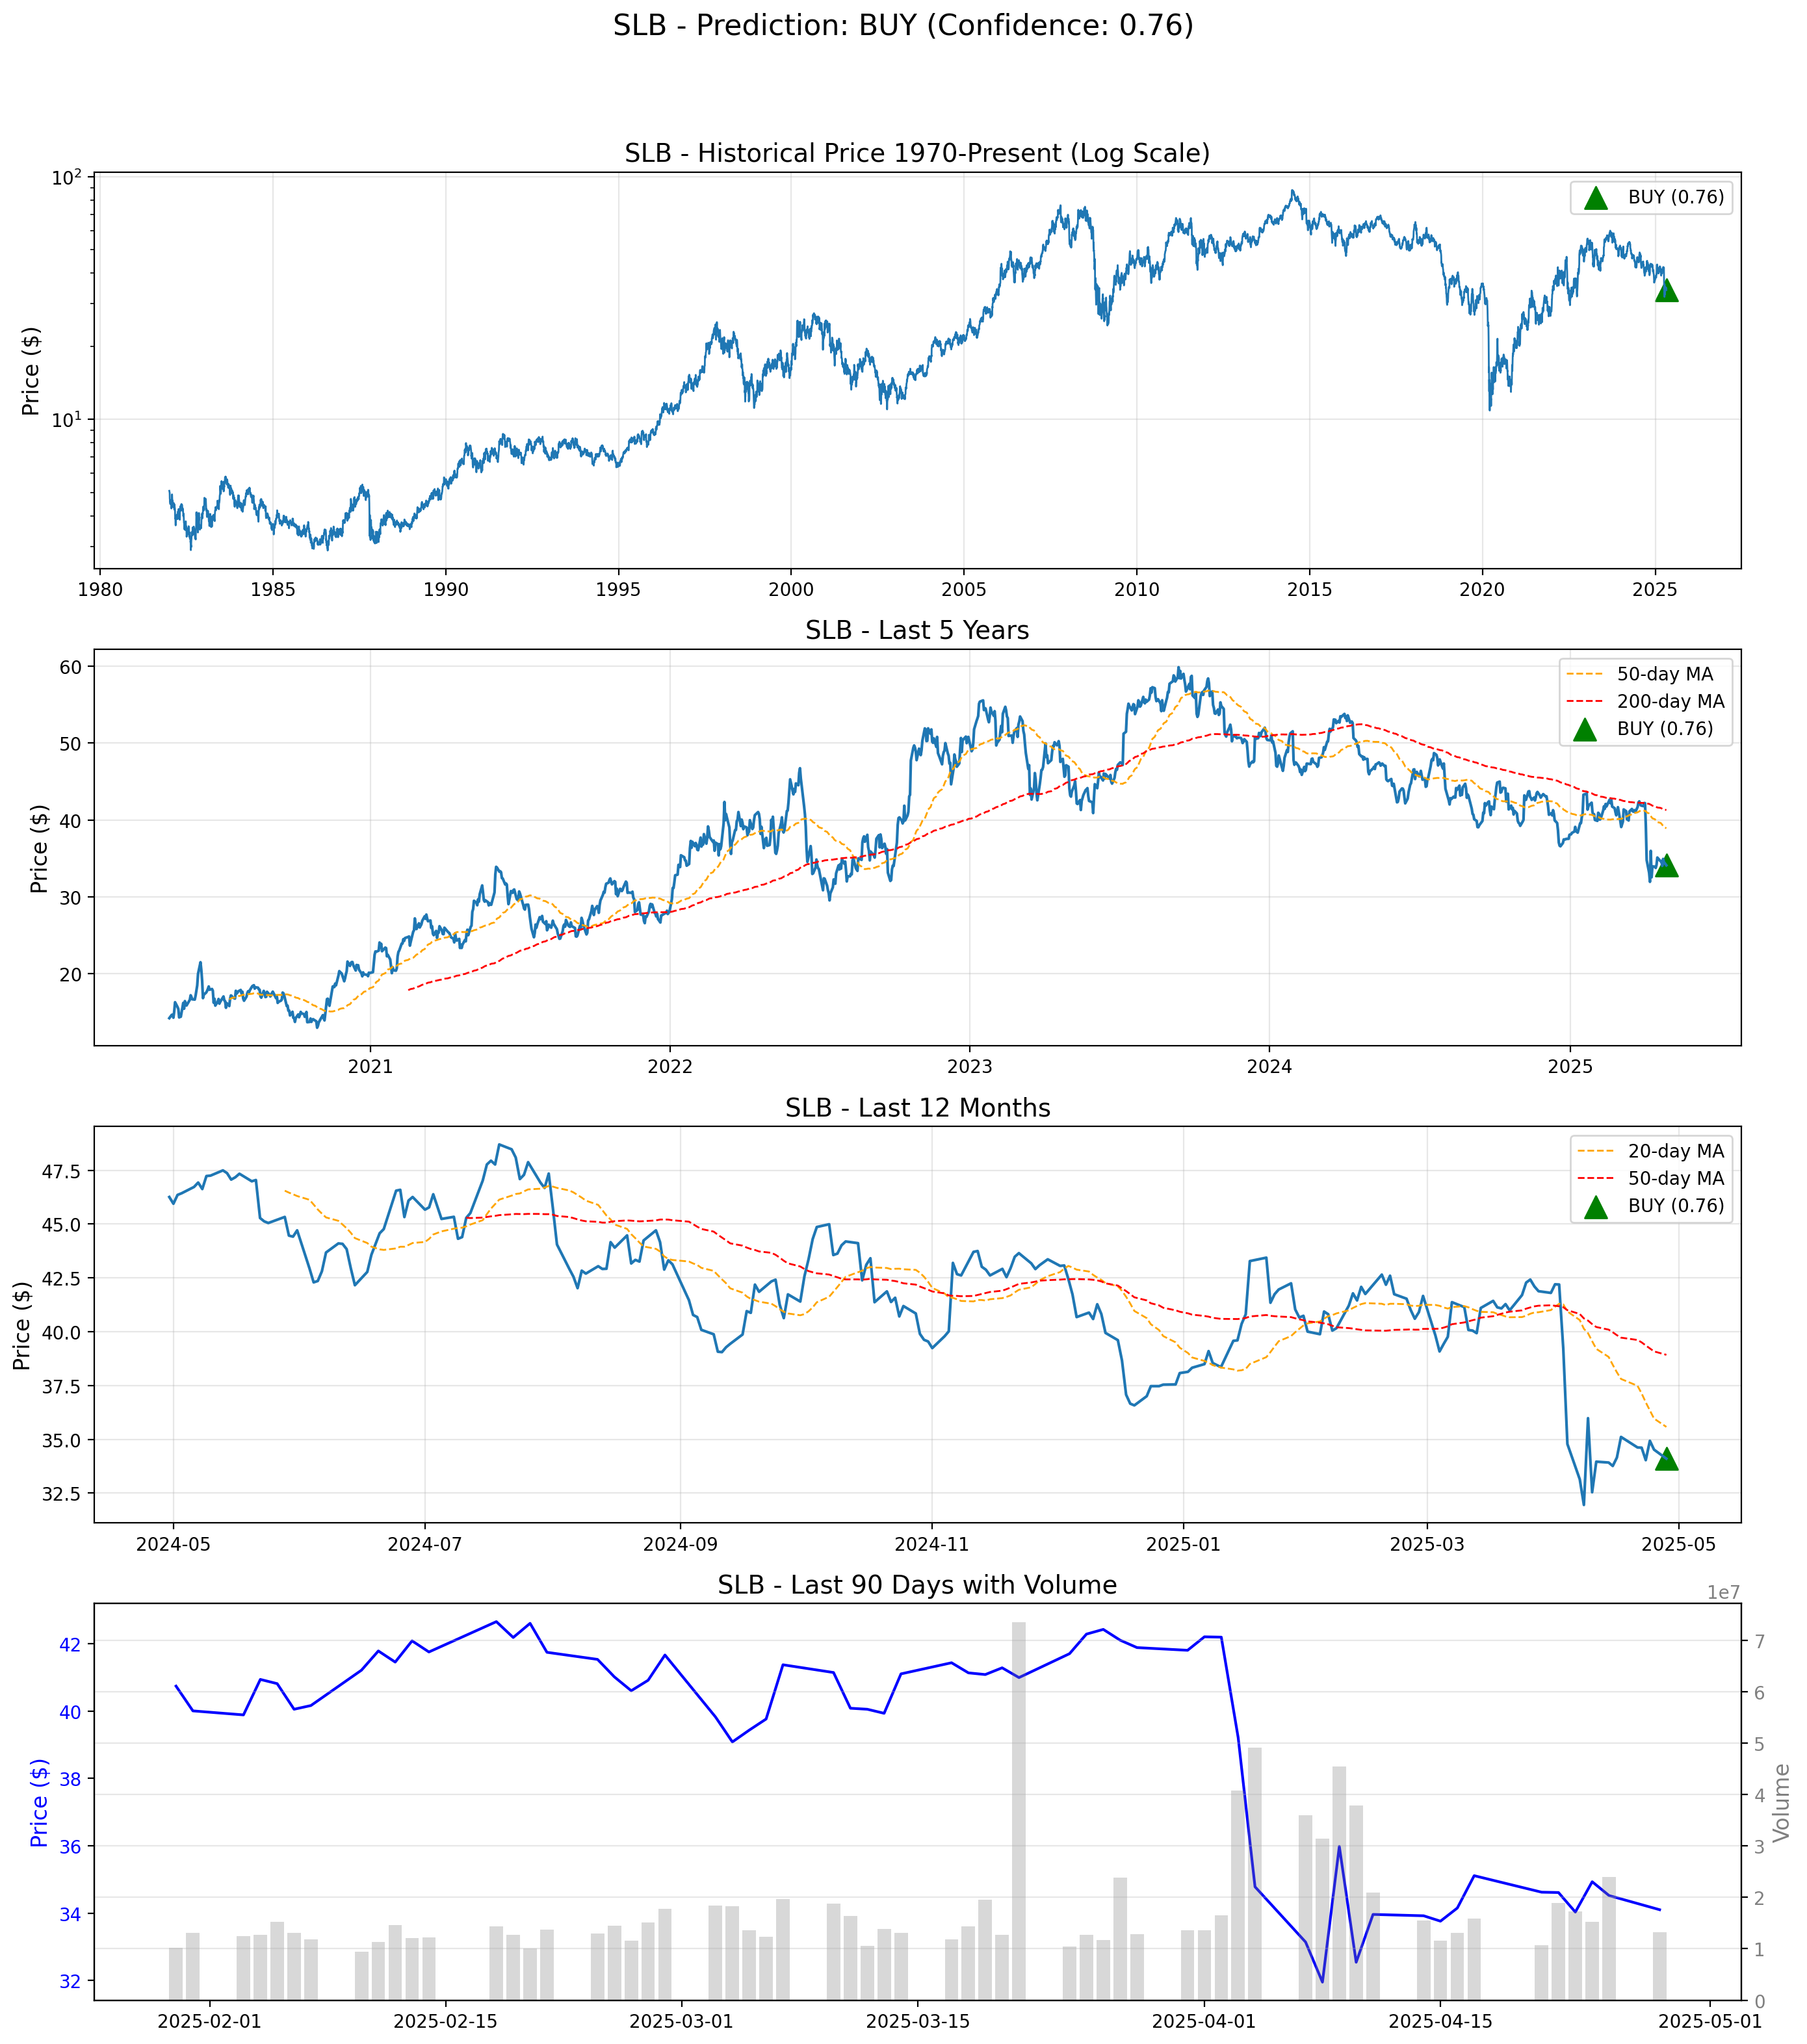 SLB - Prediction: BUY (Confidence: 0.76)
SLB - Historical Price 1970-Present (Log Scale)
Price ($)
10²
10¹
BUY (0.76)
1980 1985 1990 1995 2000 2005 2010 2015 2020 2025
SLB - Last 5 Years
Price ($)
60
50
40
30
20
50-day MA
200-day MA
BUY (0.76)
2021 2022 2023 2024 2025
SLB - Last 12 Months
Price ($)
47.5
45.0
42.5
40.0
37.5
35.0
32.5
20-day MA
50-day MA
BUY (0.76)
2024-05 2024-07 2024-09 2024-11 2025-01 2025-03 2025-05
SLB - Last 90 Days with Volume
1e7
Price ($)
42
40
38
36
34
32
7
6
5
4
3
2
1
0
Volume
2025-02-01 2025-02-15 2025-03-01 2025-03-15 2025-04-01 2025-04-15 2025-05-01